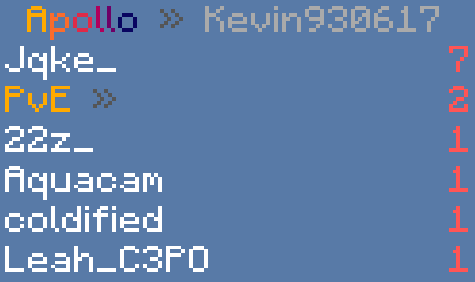 Apollo » Kevin930617
Jqke_ 7
PvE » 2
22z_ 1
Aquacam 1
coldified 1
Leah_C3PO 1